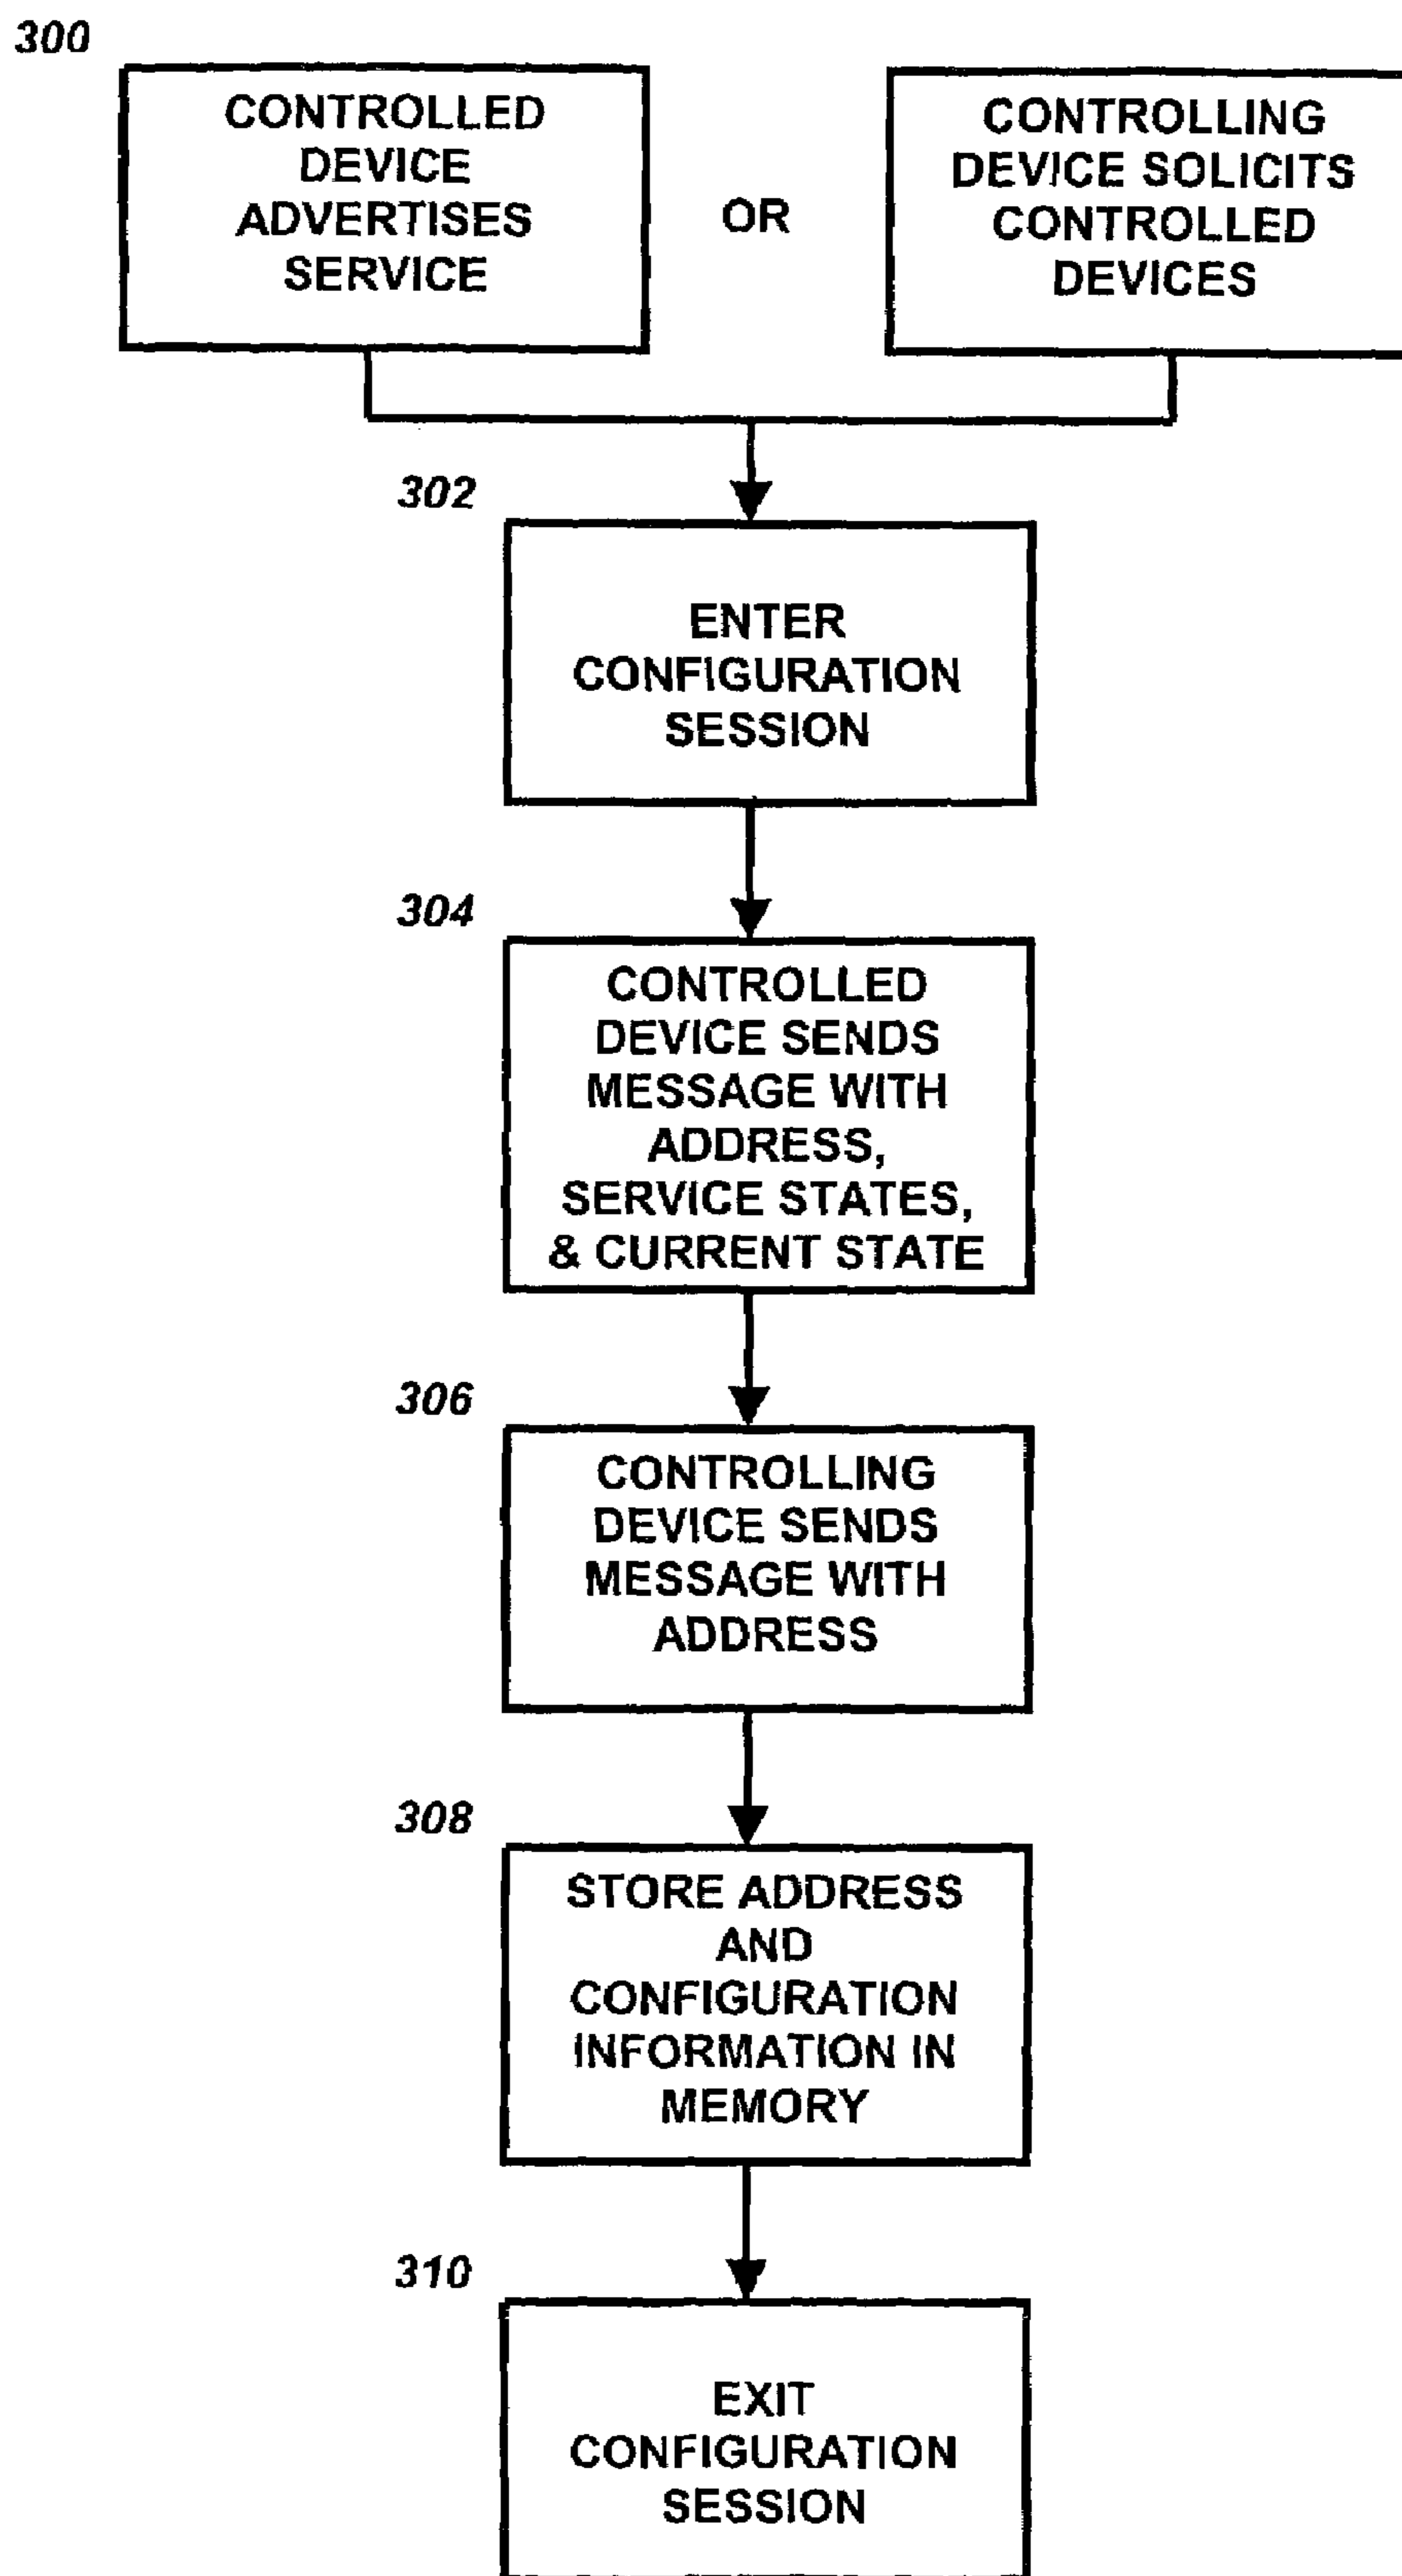 300
CONTROLLED
DEVICE
ADVERTISES
SERVICE
OR
CONTROLLING
DEVICE SOLICITS
CONTROLLED
DEVICES
302
ENTER
CONFIGURATION
SESSION
304
CONTROLLED
DEVICE SENDS
MESSAGE WITH
ADDRESS,
SERVICE STATES,
& CURRENT STATE
306
CONTROLLING
DEVICE SENDS
MESSAGE WITH
ADDRESS
308
STORE ADDRESS
AND
CONFIGURATION
INFORMATION IN
MEMORY
310
EXIT
CONFIGURATION
SESSION